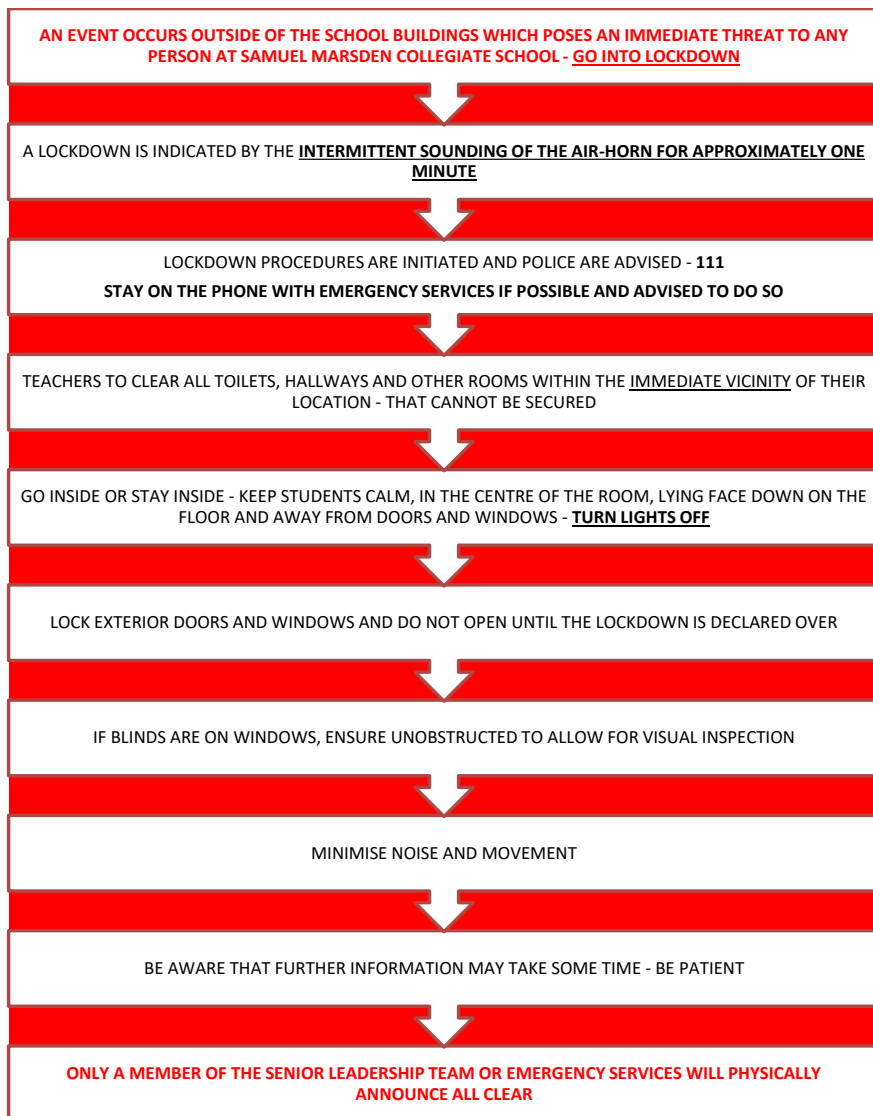 AN EVENT OCCURS OUTSIDE OF THE SCHOOL BUILDINGS WHICH POSES AN IMMEDIATE THREAT TO ANY
PERSON AT SAMUEL MARSDEN COLLEGIATE SCHOOL - GO INTO LOCKDOWN
A LOCKDOWN IS INDICATED BY THE INTERMITTENT SOUNDING OF THE AIR-HORN FOR APPROXIMATELY ONE
MINUTE
LOCKDOWN PROCEDURES ARE INITIATED AND POLICE ARE ADVISED - 111
STAY ON THE PHONE WITH EMERGENCY SERVICES IF POSSIBLE AND ADVISED TO DO SO
TEACHERS TO CLEAR ALL TOILETS, HALLWAYS AND OTHER ROOMS WITHIN THE IMMEDIATE VICINITY OF THEIR
LOCATION - THAT CANNOT BE SECURED
GO INSIDE OR STAY INSIDE - KEEP STUDENTS CALM, IN THE CENTRE OF THE ROOM, LYING FACE DOWN ON THE
FLOOR AND AWAY FROM DOORS AND WINDOWS - TURN LIGHTS OFF
LOCK EXTERIOR DOORS AND WINDOWS AND DO NOT OPEN UNTIL THE LOCKDOWN IS DECLARED OVER
IF BLINDS ARE ON WINDOWS, ENSURE UNOBSTRUCTED TO ALLOW FOR VISUAL INSPECTION
MINIMISE NOISE AND MOVEMENT
BE AWARE THAT FURTHER INFORMATION MAY TAKE SOME TIME - BE PATIENT
ONLY A MEMBER OF THE SENIOR LEADERSHIP TEAM OR EMERGENCY SERVICES WILL PHYSICALLY
ANNOUNCE ALL CLEAR